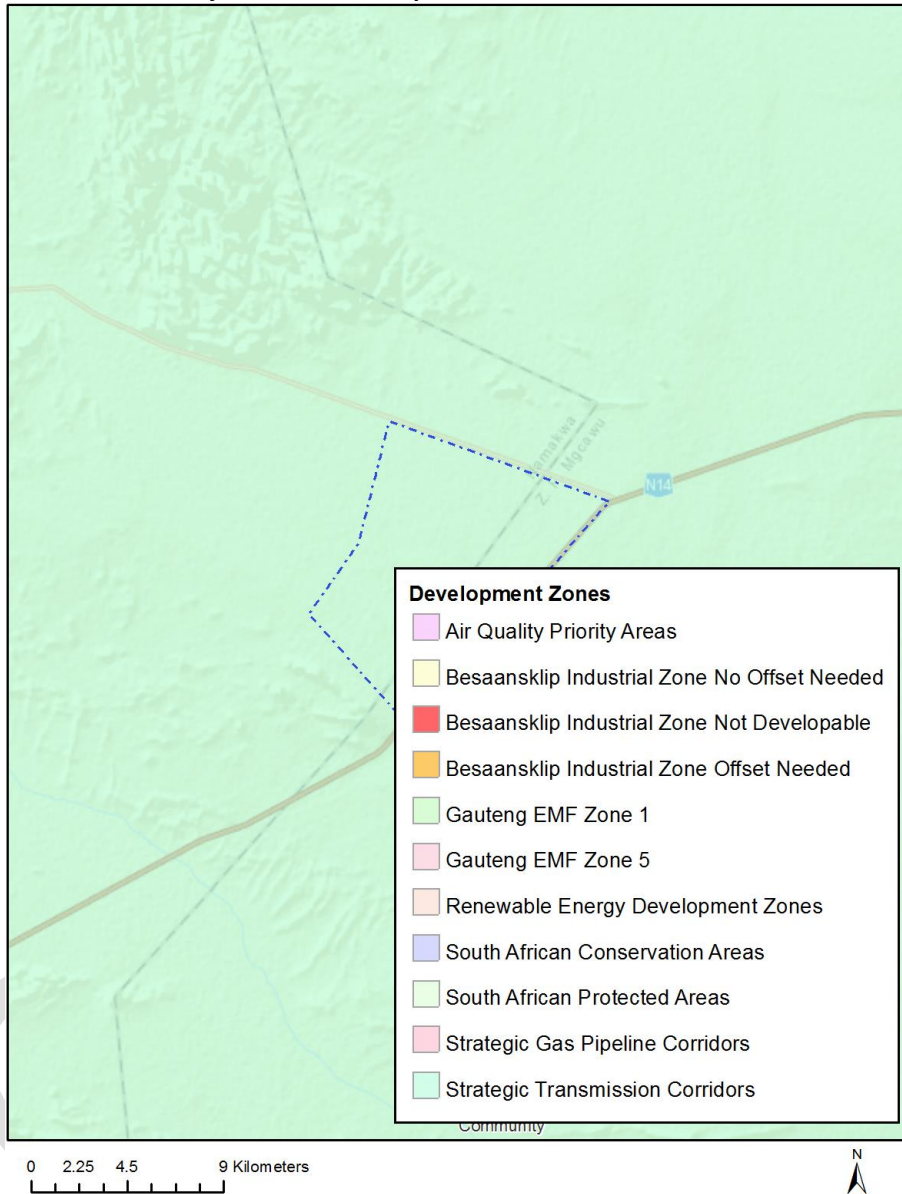 amakwa
Z. Mgcawu
N14
Development Zones
Air Quality Priority Areas
Besaansklip Industrial Zone No Offset Needed
Besaansklip Industrial Zone Not Developable
Besaansklip Industrial Zone Offset Needed
Gauteng EMF Zone 1
Gauteng EMF Zone 5
Renewable Energy Development Zones
South African Conservation Areas
South African Protected Areas
Strategic Gas Pipeline Corridors
Strategic Transmission Corridors
Community
0 2.25 4.5 9 Kilometers
N